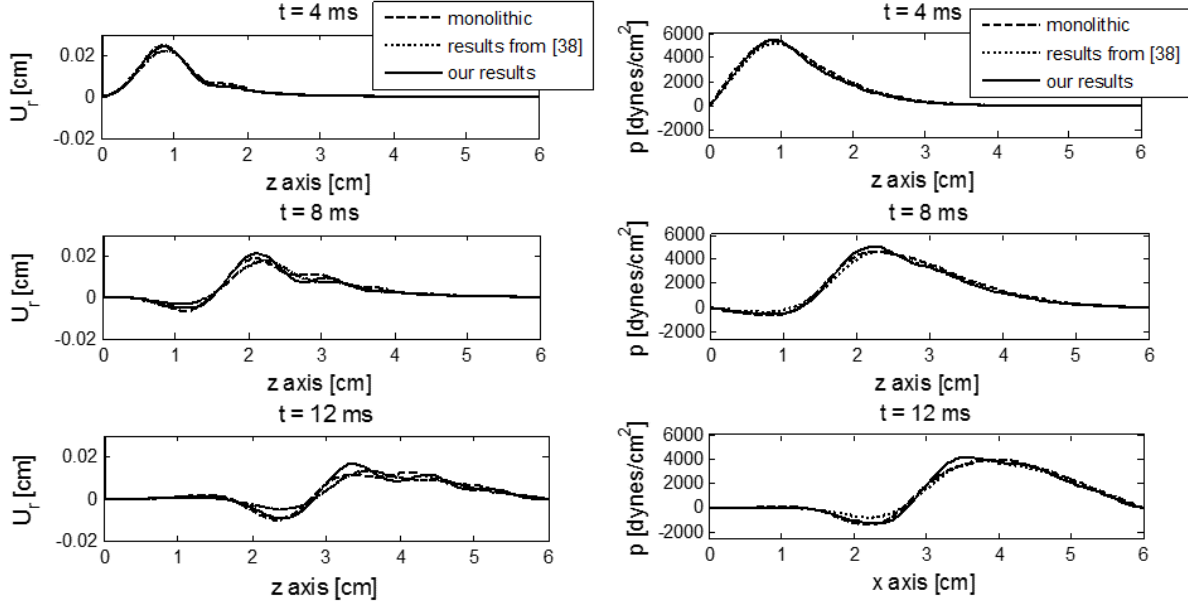 t = 4 ms
monolithic
results from [38]
our results
U_r [cm]
0.02
0
-0.02
0 1 2 3 4 5 6
z axis [cm]
t = 4 ms
monolithic
results from [38]
our results
p [dynes/cm²]
6000
4000
2000
0
-2000
0 1 2 3 4 5 6
z axis [cm]
t = 8 ms
U_r [cm]
0.02
0
-0.02
0 1 2 3 4 5 6
z axis [cm]
t = 8 ms
p [dynes/cm²]
6000
4000
2000
0
-2000
0 1 2 3 4 5 6
z axis [cm]
t = 12 ms
U_r [cm]
0.02
0
-0.02
0 1 2 3 4 5 6
z axis [cm]
t = 12 ms
p [dynes/cm²]
6000
4000
2000
0
-2000
0 1 2 3 4 5 6
x axis [cm]